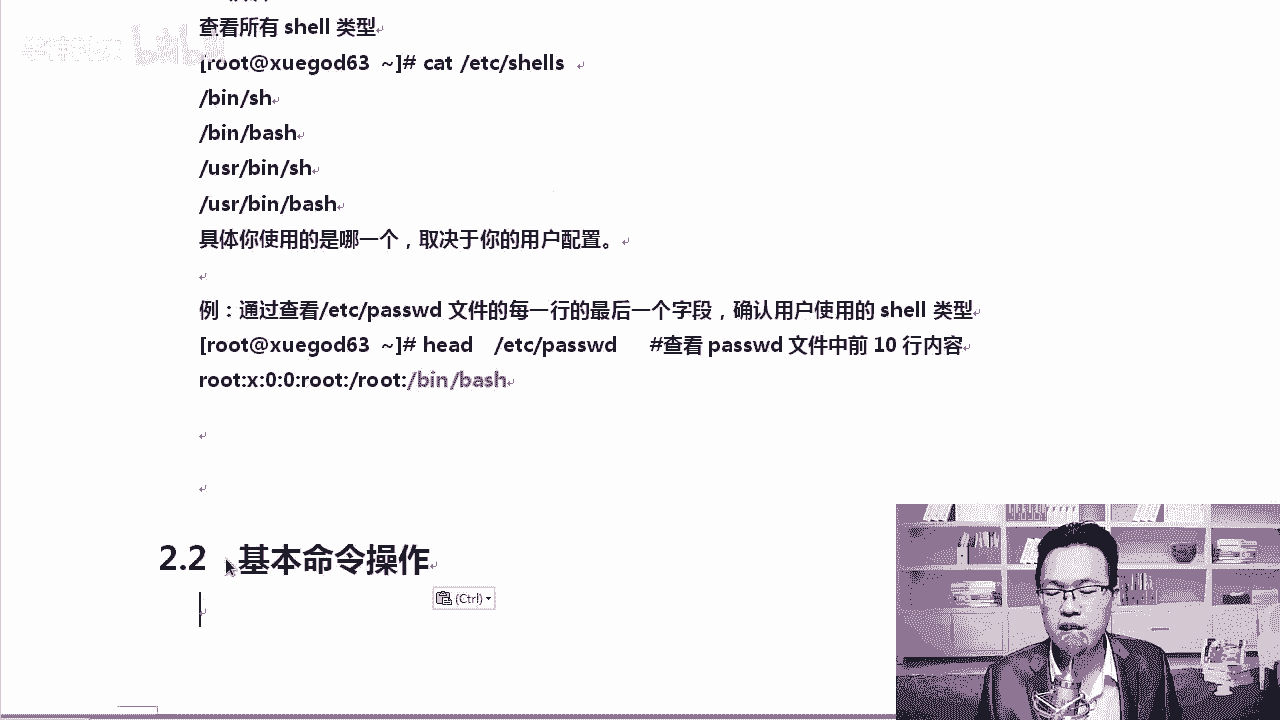 查看所有 shell 类型
[root@xuegod63 ~]# cat /etc/shells
/bin/sh
/bin/bash
/usr/bin/sh
/usr/bin/bash
具体你使用的是哪一个，取决于你的用户配置。
例：通过查看/etc/passwd 文件的每一行的最后一个字段，确认用户使用的 shell 类型
[root@xuegod63 ~]# head /etc/passwd #查看 passwd 文件中前 10 行内容
root:x:0:0:root:/root:/bin/bash
2.2 基本命令操作
(Ctrl)